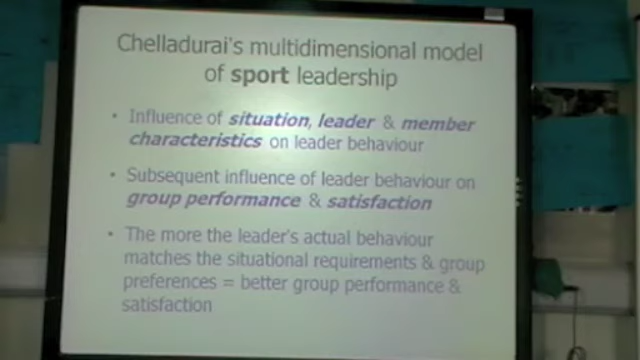 Chelladurai's multidimensional model
of sport leadership
• Influence of situation, leader & member
characteristics on leader behaviour
• Subsequent influence of leader behaviour on
group performance & satisfaction
• The more the leader's actual behaviour
matches the situational requirements & group
preferences = better group performance &
satisfaction